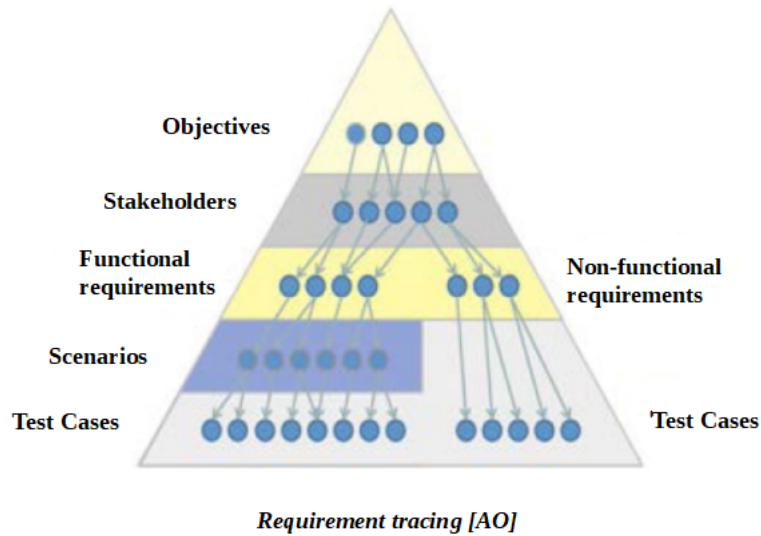 Objectives
Stakeholders
Functional
requirements
Non-functional
requirements
Scenarios
Test Cases
'Test Cases
Requirement tracing [AO]